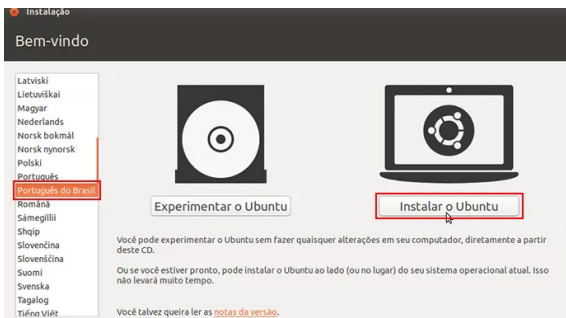 Instalação
Bem-vindo
Latviski
Lietuviškai
Magyar
Nederlands
Norsk bokmål
Norsk nynorsk
Polski
Português
Português do Brasil
Română
Sámegillii
Shqip
Slovenčina
Slovenščina
Suomi
Svenska
Tagalog
Tiếng Việt
Experimentar o Ubuntu
Instalar o Ubuntu
Você pode experimentar o Ubuntu sem fazer quaisquer alterações em seu computador, diretamente a partir
deste CD.
Ou se você estiver pronto, pode instalar o Ubuntu ao lado (ou no lugar) do seu sistema operacional atual. Isso
não levará muito tempo.
Você talvez queira ler as notas da versão.